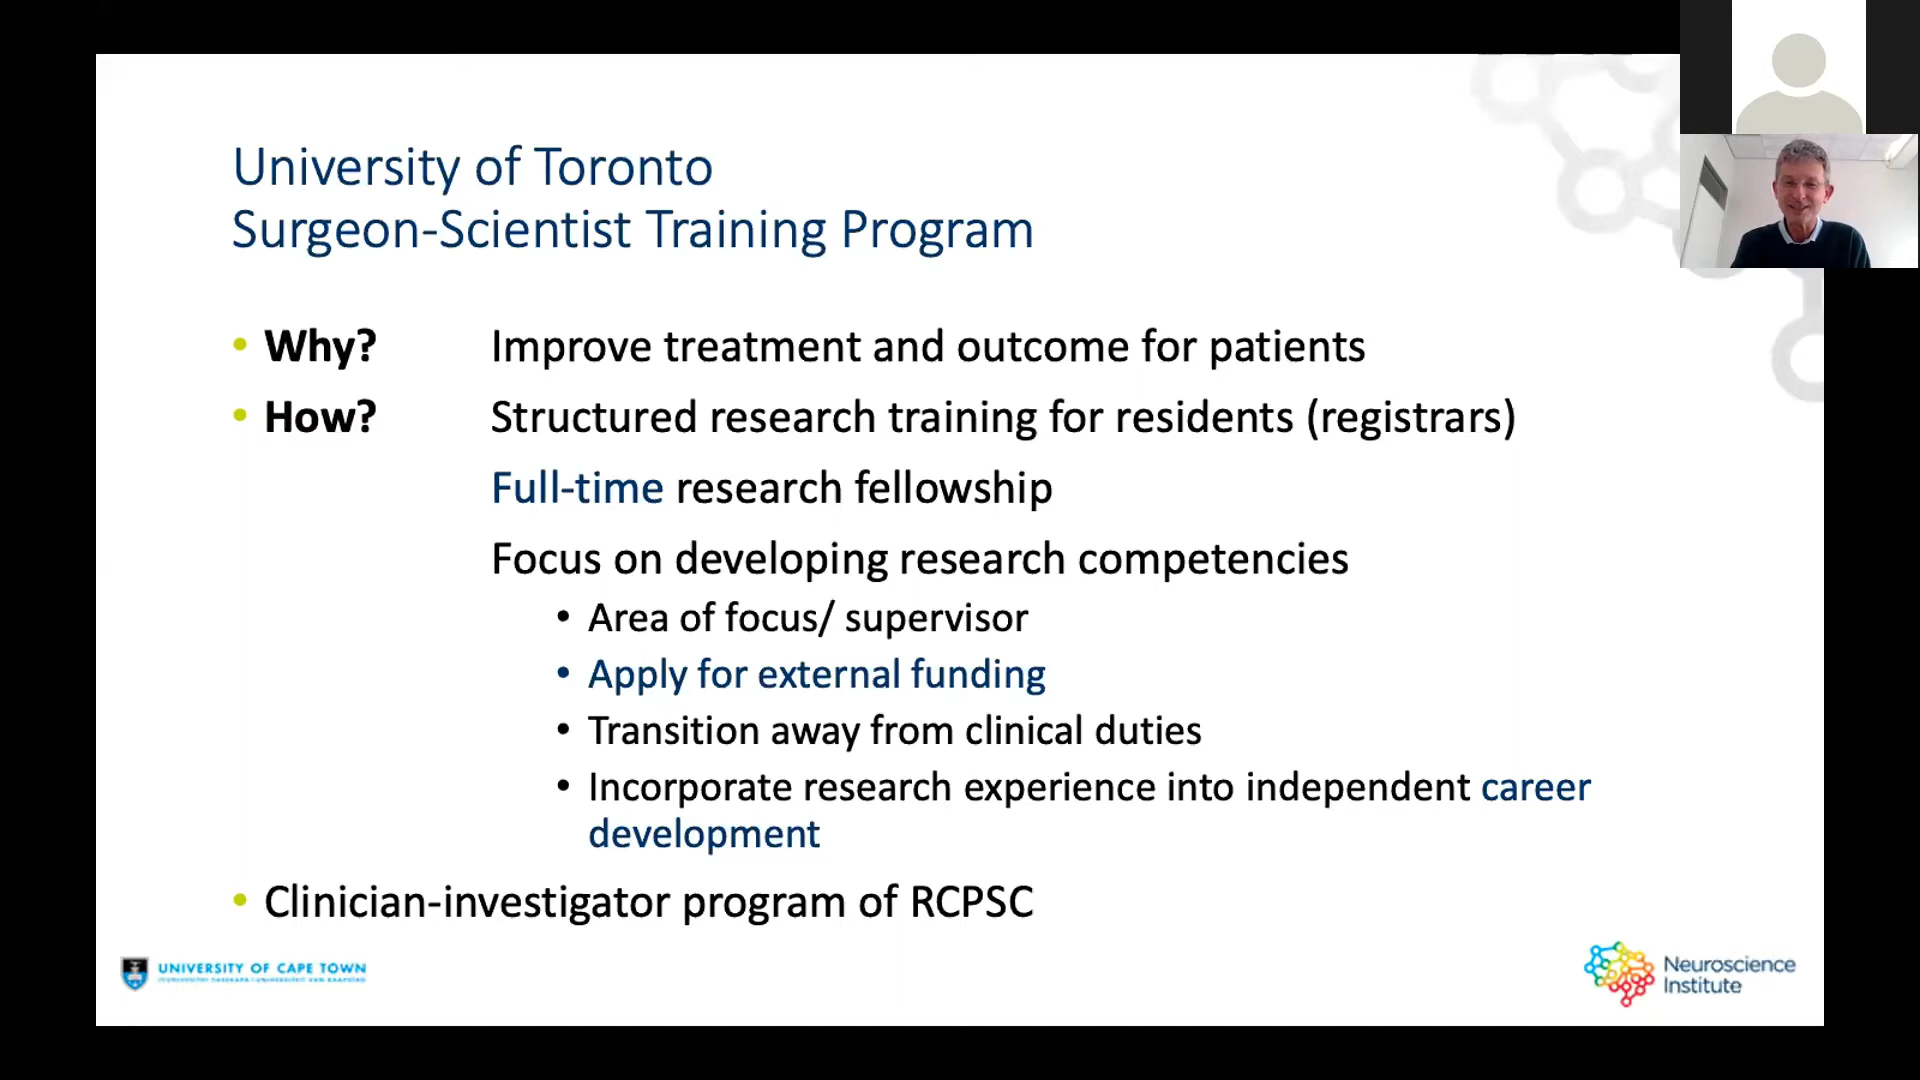 University of Toronto
Surgeon-Scientist Training Program
• Why? Improve treatment and outcome for patients
• How? Structured research training for residents (registrars)
Full-time research fellowship
Focus on developing research competencies
• Area of focus/ supervisor
• Apply for external funding
• Transition away from clinical duties
• Incorporate research experience into independent career
development
• Clinician-investigator program of RCPSC
UNIVERSITY OF CAPE TOWN
Neuroscience
Institute